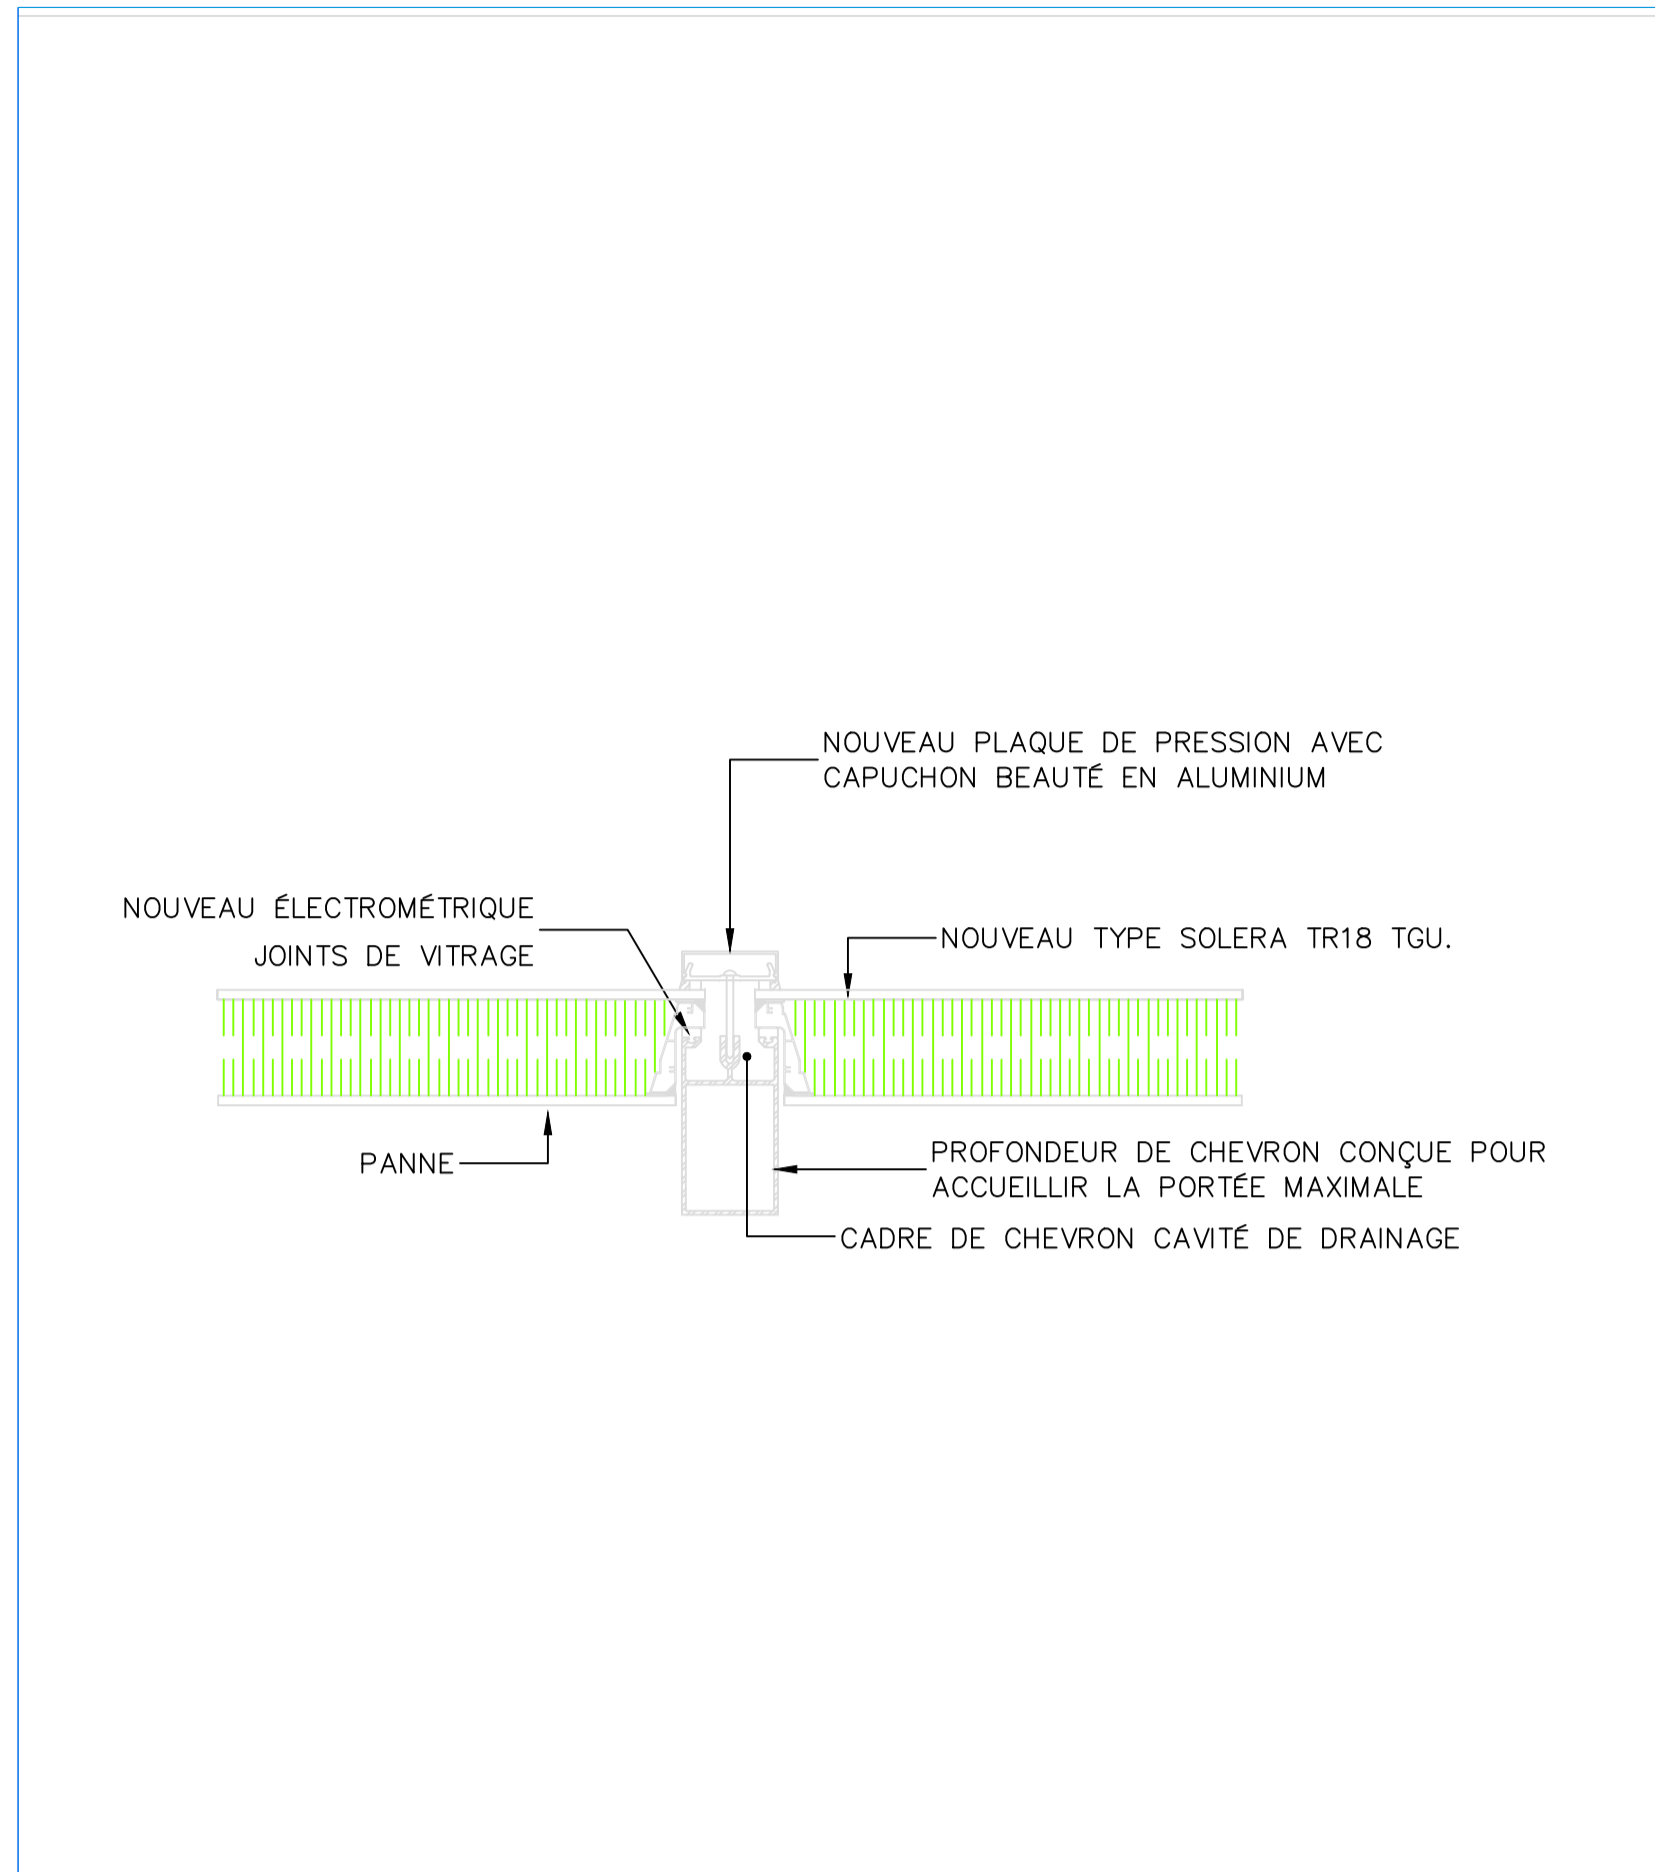 NOUVEAU PLAQUE DE PRESSION AVEC
CAPUCHON BEAUTÉ EN ALUMINIUM
NOUVEAU ÉLECTROMÉTRIQUE
JOINTS DE VITRAGE
NOUVEAU TYPE SOLERA TR18 TGU.
PANNE
PROFONDEUR DE CHEVRON CONÇUE POUR
ACCUEILLIR LA PORTÉE MAXIMALE
CADRE DE CHEVRON CAVITÉ DE DRAINAGE